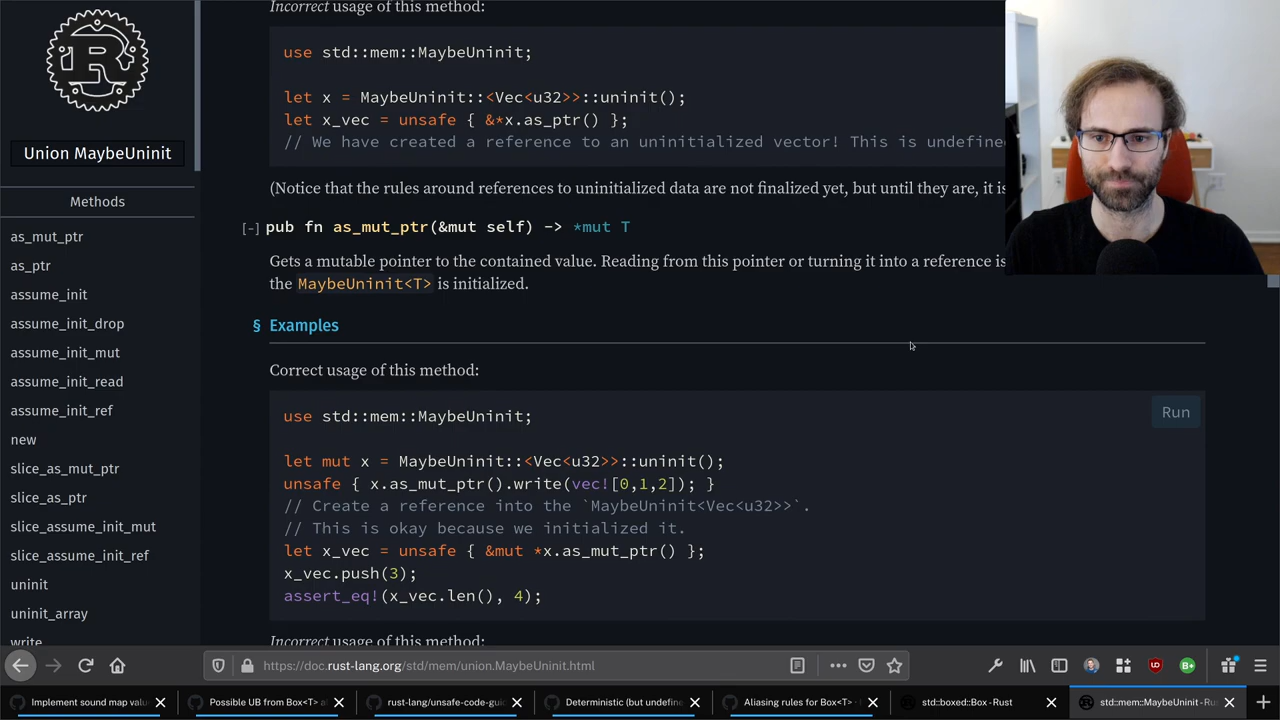 Incorrect usage of this method:
use std::mem::MaybeUninit;
let x = MaybeUninit::<Vec<u32>>::uninit();
let x_vec = unsafe { &*x.as_ptr() };
// We have created a reference to an uninitialized vector! This is undefined
(Notice that the rules around references to uninitialized data are not finalized yet, but until they are, it is
[-] pub fn as_mut_ptr(&mut self) -> *mut T
Gets a mutable pointer to the contained value. Reading from this pointer or turning it into a reference is
the MaybeUninit<T> is initialized.
§ Examples
Correct usage of this method:
Run
use std::mem::MaybeUninit;
let mut x = MaybeUninit::<Vec<u32>>::uninit();
unsafe { x.as_mut_ptr().write(vec![0,1,2]); }
// Create a reference into the `MaybeUninit<Vec<u32>>`.
// This is okay because we initialized it.
let x_vec = unsafe { &mut *x.as_mut_ptr() };
x_vec.push(3);
assert_eq!(x_vec.len(), 4);
Incorrect usage of this method:
R
Union MaybeUninit
Methods
as_mut_ptr
as_ptr
assume_init
assume_init_drop
assume_init_mut
assume_init_read
assume_init_ref
new
slice_as_mut_ptr
slice_as_ptr
slice_assume_init_mut
slice_assume_init_ref
uninit
uninit_array
write
https://doc.rust-lang.org/std/mem/union.MaybeUninit.html
Implement sound map valu
Possible UB from Box<T> a
rust-lang/unsafe-code-gui
Deterministic (but undefine
Aliasing rules for Box<T> ·
std::boxed::Box - Rust
std::mem::MaybeUninit - Ru